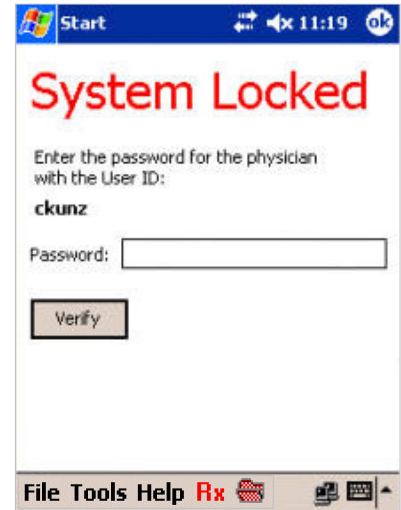 Start 11:19 ok
System Locked
Enter the password for the physician
with the User ID:
ckunz
Password:
Verify
File Tools Help Rx